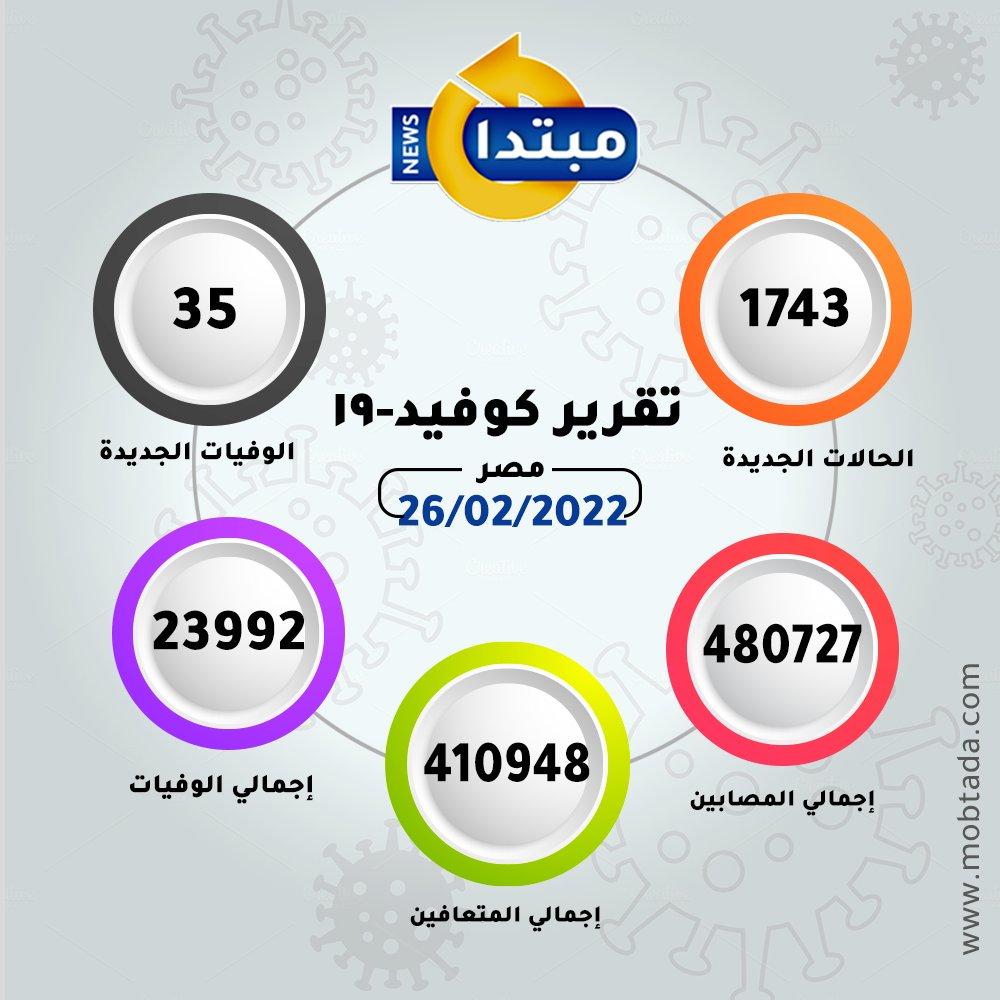 مبتدا
NEWS
1743
الحالات الجديدة
35
الوفيات الجديدة
تقرير كوفيد-١٩
مصر
26/02/2022
480727
إجمالي المصابين
23992
إجمالي الوفيات
410948
إجمالي المتعافين
www.mobtada.com